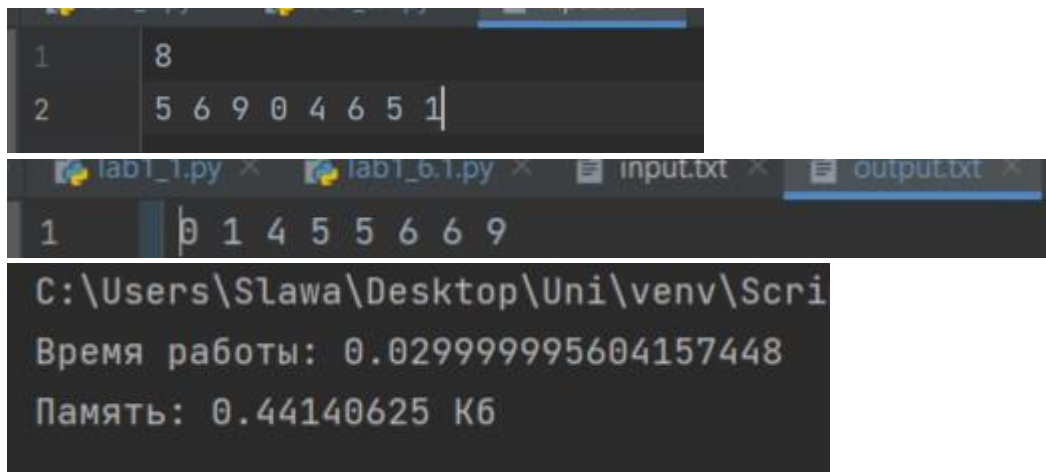 1 8
2 5 6 9 0 4 6 5 1
lab1_1.py lab1_6.1.py input.txt output.txt
1 0 1 4 5 5 6 6 9
C:\Users\Slawa\Desktop\Uni\venv\Scri
Время работы: 0.029999995604157448
Память: 0.44140625 Кб